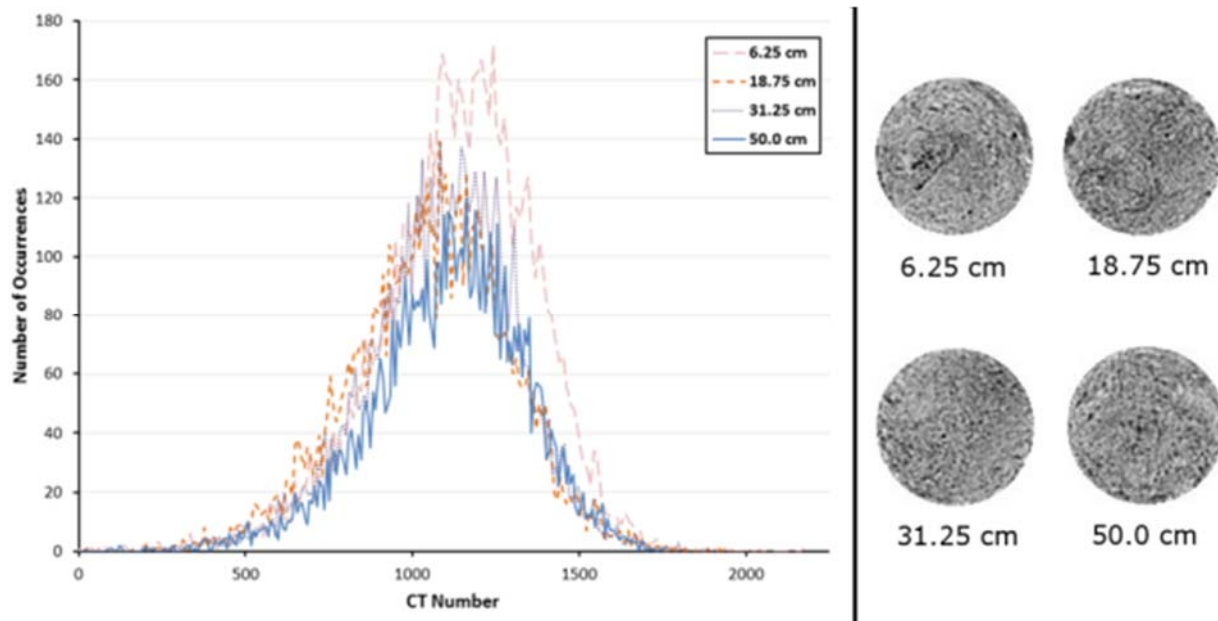 180
160
140
120
100
80
60
40
20
0
Number of Occurrences
0 500 1000 1500 2000
CT Number
6.25 cm
18.75 cm
31.25 cm
50.0 cm
6.25 cm 18.75 cm
31.25 cm 50.0 cm